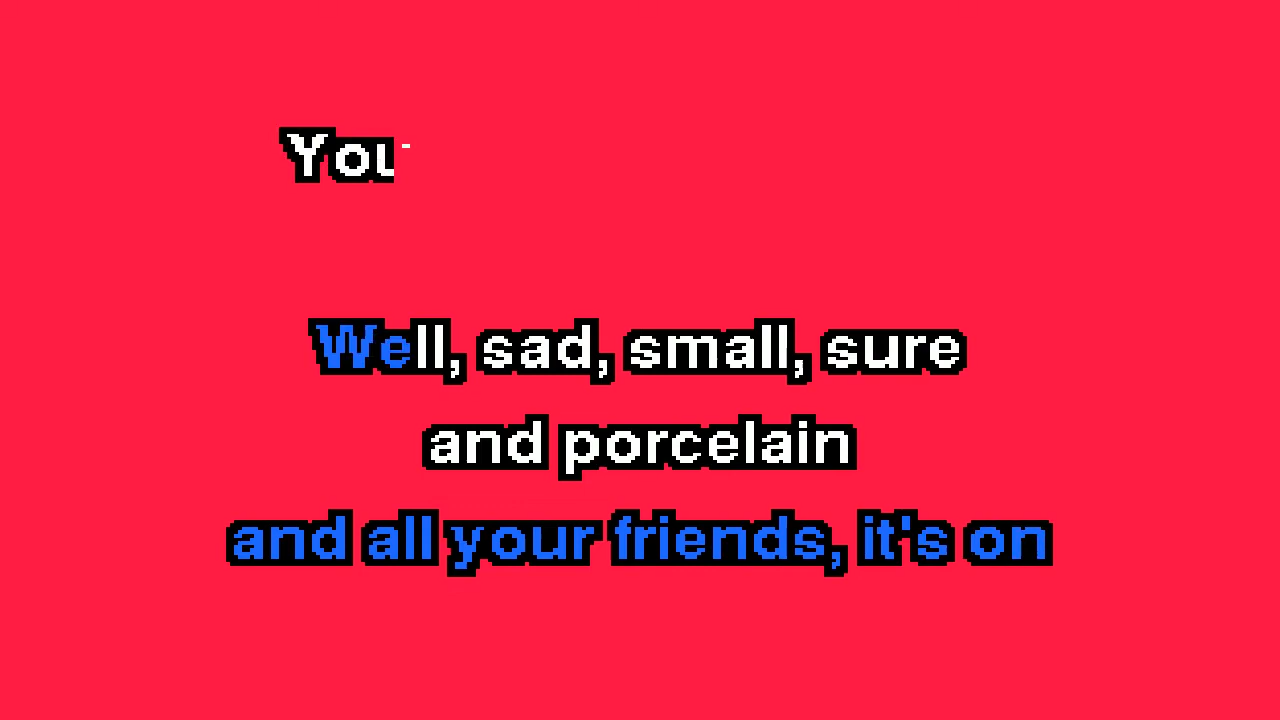 You
Well, sad, small, sure
and porcelain
and all your friends, it's on